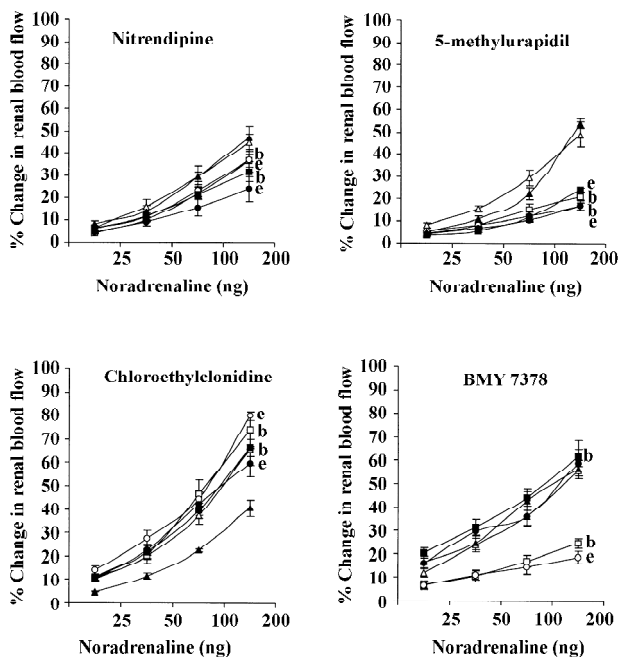 Nitrendipine
% Change in renal blood flow
100
90
80
70
60
50
40
30
20
10
0
b
e
b
e
25 50 100 200
Noradrenaline (ng)
5-methylurapidil
% Change in renal blood flow
100
90
80
70
60
50
40
30
20
10
0
e
b
b
e
25 50 100 200
Noradrenaline (ng)
Chloroethylclonidine
% Change in renal blood flow
100
90
80
70
60
50
40
30
20
10
0
e
b
b
e
25 50 100 200
Noradrenaline (ng)
BMY 7378
% Change in renal blood flow
100
90
80
70
60
50
40
30
20
10
0
b
b
e
25 50 100 200
Noradrenaline (ng)